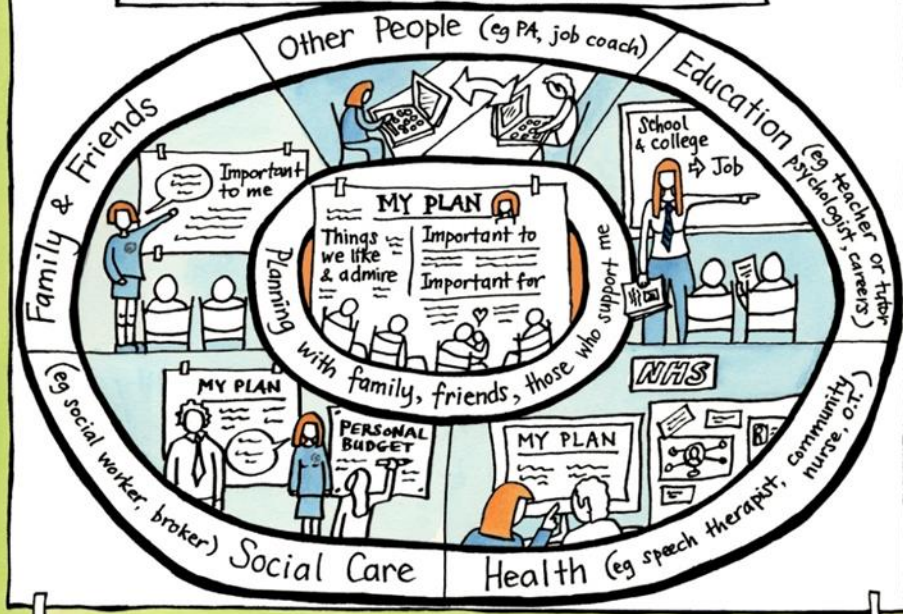 Other People (eg PA, job coach)
Education (eg teacher or tutor
psychologist, careers)
Family & Friends
Important
to me
School
& college
⇨ Job
MY PLAN
Things
we like
& admire
Important to
Important for
Planning with family, friends, those who support me
MY PLAN
PERSONAL
BUDGET
NHS
MY PLAN
(eg social worker, broker) Social Care
Health (eg speech therapist, community
nurse, O.T.)